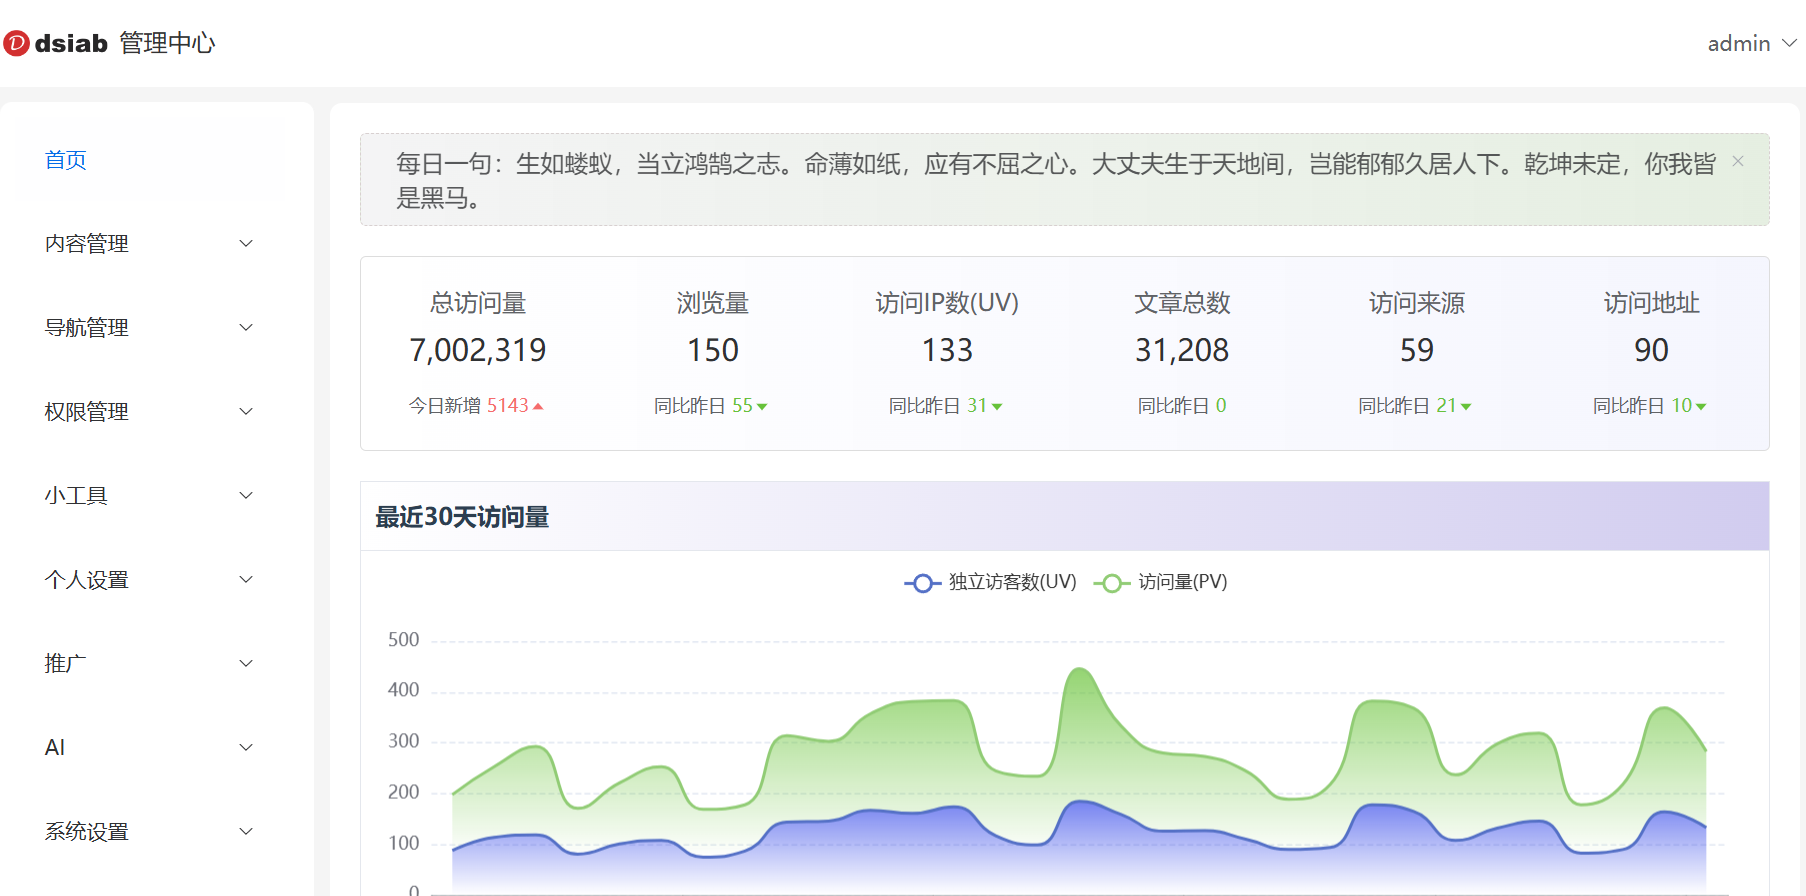 dsiab 管理中心
admin
首页
内容管理
导航管理
权限管理
小工具
个人设置
推广
AI
系统设置
每日一句：生如蝼蚁，当立鸿鹄之志。命薄如纸，应有不屈之心。大丈夫生于天地间，岂能郁郁久居人下。乾坤未定，你我皆
是黑马。
总访问量 浏览量 访问IP数(UV) 文章总数 访问来源 访问地址
7,002,319 150 133 31,208 59 90
今日新增 5143 同比昨日 55 同比昨日 31 同比昨日 0 同比昨日 21 同比昨日 10
最近30天访问量
独立访客数(UV) 访问量(PV)
500
400
300
200
100
0